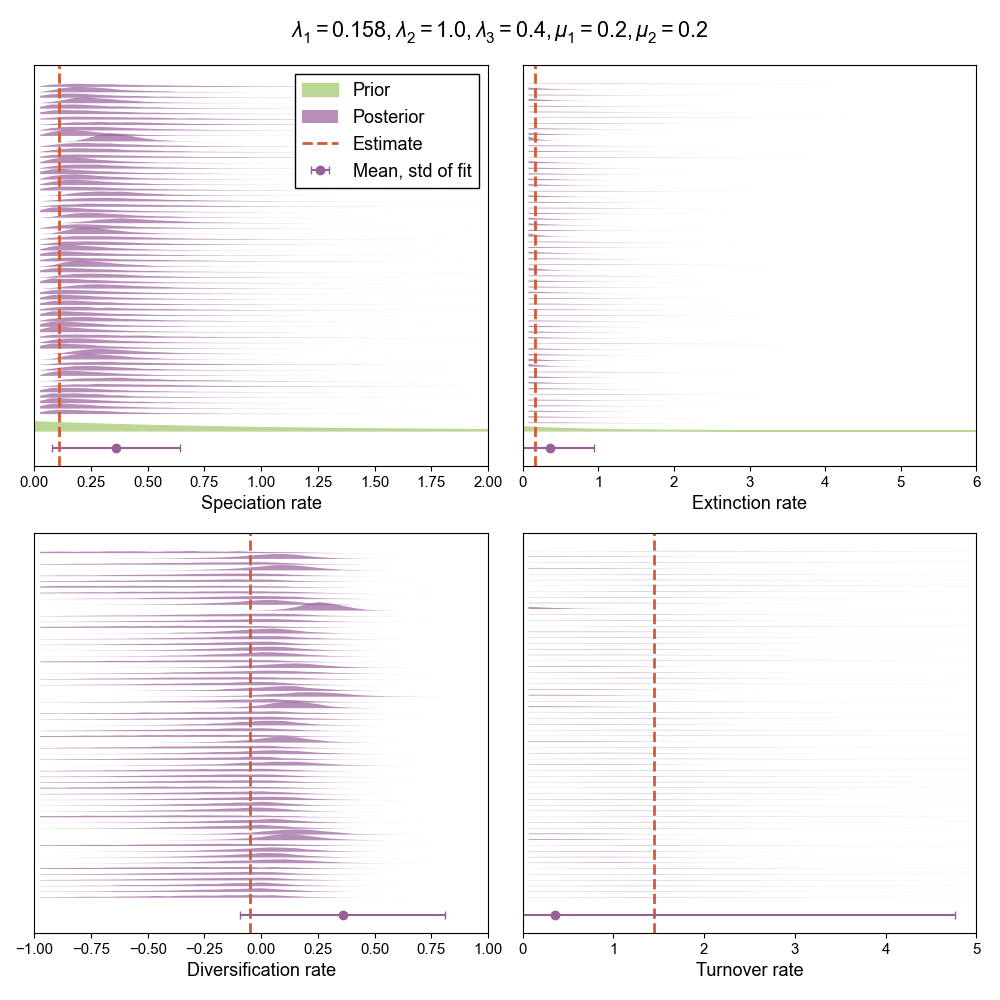 λ₁ = 0.158, λ₂ = 1.0, λ₃ = 0.4, μ₁ = 0.2, μ₂ = 0.2
Prior
Posterior
Estimate
Mean, std of fit
0.00 0.25 0.50 0.75 1.00 1.25 1.50 1.75 2.00
Speciation rate
0 1 2 3 4 5 6
Extinction rate
−1.00 −0.75 −0.50 −0.25 0.00 0.25 0.50 0.75 1.00
Diversification rate
0 1 2 3 4 5
Turnover rate